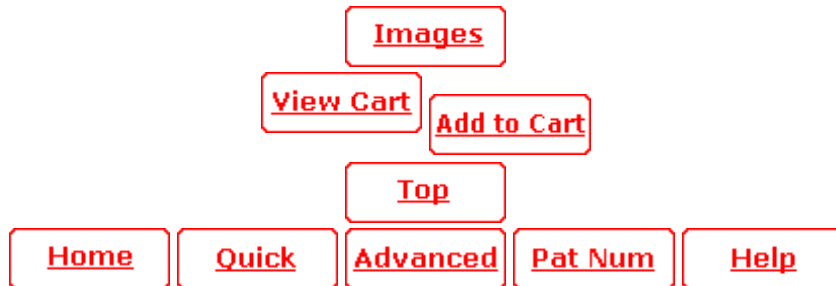 Images
View Cart
Add to Cart
Top
Home Quick Advanced Pat Num Help